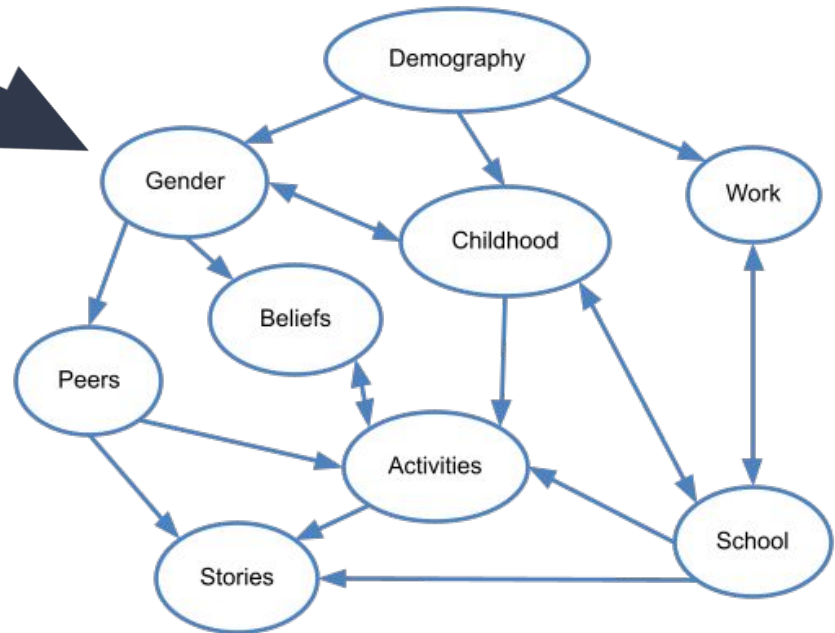 Demography
Gender
Work
Childhood
Beliefs
Peers
Activities
School
Stories